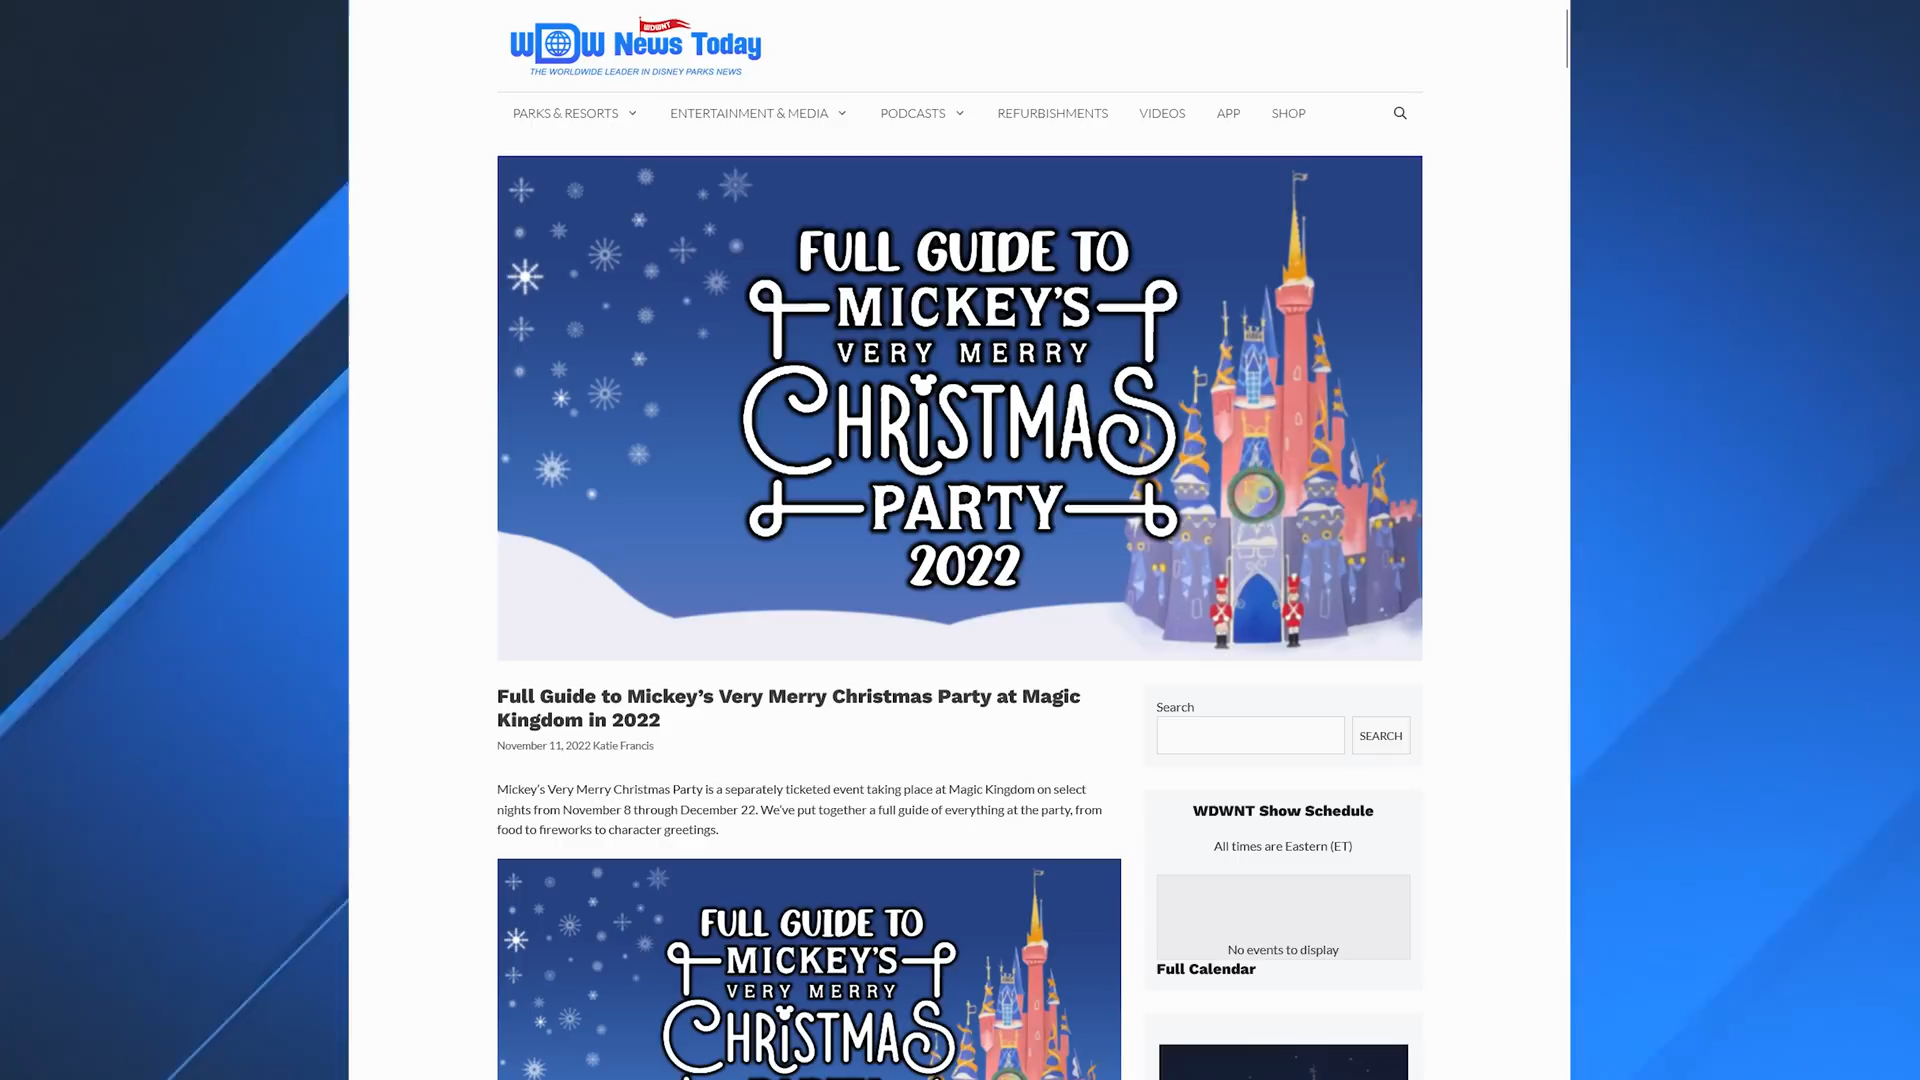 WDWNT
WDW News Today
THE WORLDWIDE LEADER IN DISNEY PARKS NEWS
PARKS & RESORTS ENTERTAINMENT & MEDIA PODCASTS REFURBISHMENTS VIDEOS APP SHOP
FULL GUIDE TO
MICKEY'S
VERY MERRY
CHRiSTMAS
PARTY
2022
Full Guide to Mickey’s Very Merry Christmas Party at Magic
Kingdom in 2022
November 11, 2022 Katie Francis
Mickey’s Very Merry Christmas Party is a separately ticketed event taking place at Magic Kingdom on select
nights from November 8 through December 22. We’ve put together a full guide of everything at the party, from
food to fireworks to character greetings.
FULL GUIDE TO
MICKEY'S
VERY MERRY
CHRiSTMAS
Search
SEARCH
WDWNT Show Schedule
All times are Eastern (ET)
No events to display
Full Calendar